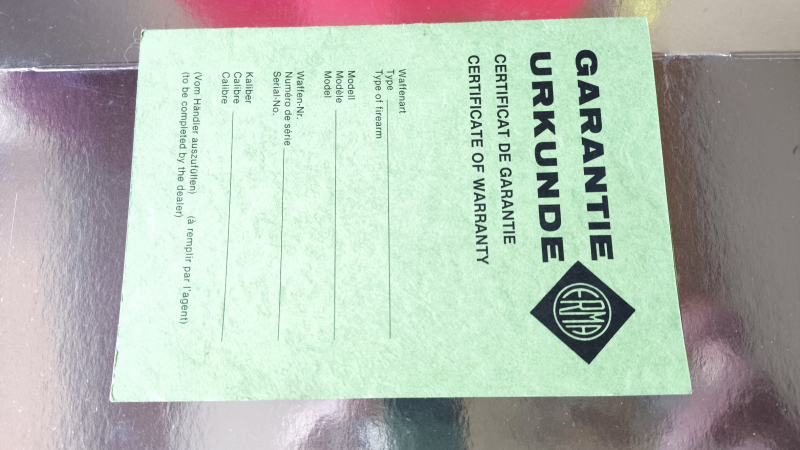 GARANTIE
URKUNDE
ERMA
CERTIFICAT DE GARANTIE
CERTIFICATE OF WARRANTY
Waffenart
Type
Type of firearm
Modell
Modèle
Model
Waffen-Nr.
Numéro de série
Serial-No.
Kaliber
Calibre
Calibre
(Vom Händler auszufüllen) (à remplir par l'agent)
(to be completed by the dealer)